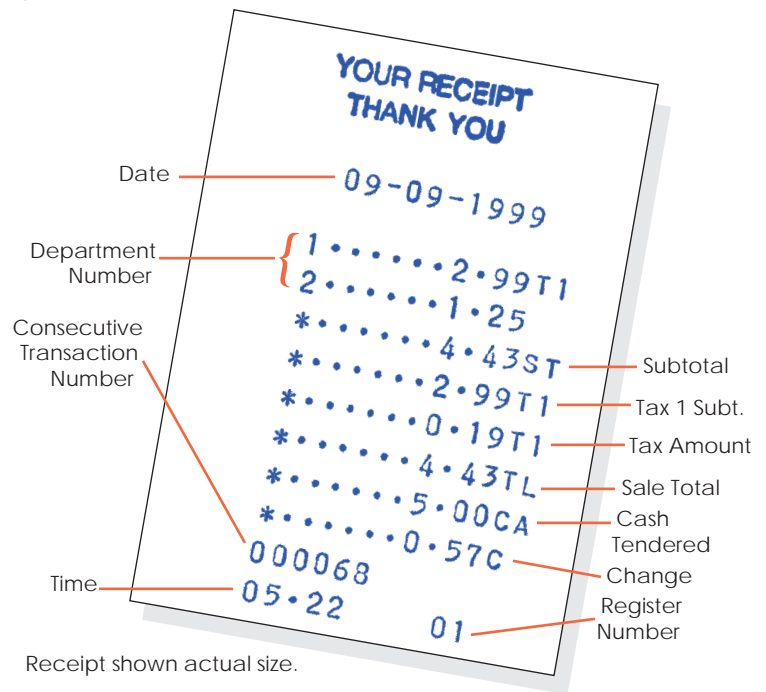 YOUR RECEIPT
THANK YOU
Date
09-09-1999
Department
Number
1••••••2•99T1
2••••••1•25
Consecutive
Transaction
Number
*••••••4•43ST
Subtotal
*••••••2•99T1
Tax 1 Subt.
*••••••0•19T1
Tax Amount
*••••••4•43TL
Sale Total
*••••••5•00CA
Cash
Tendered
*••••••0•57C
Change
000068
Time
05•22 01
Register
Number
Receipt shown actual size.